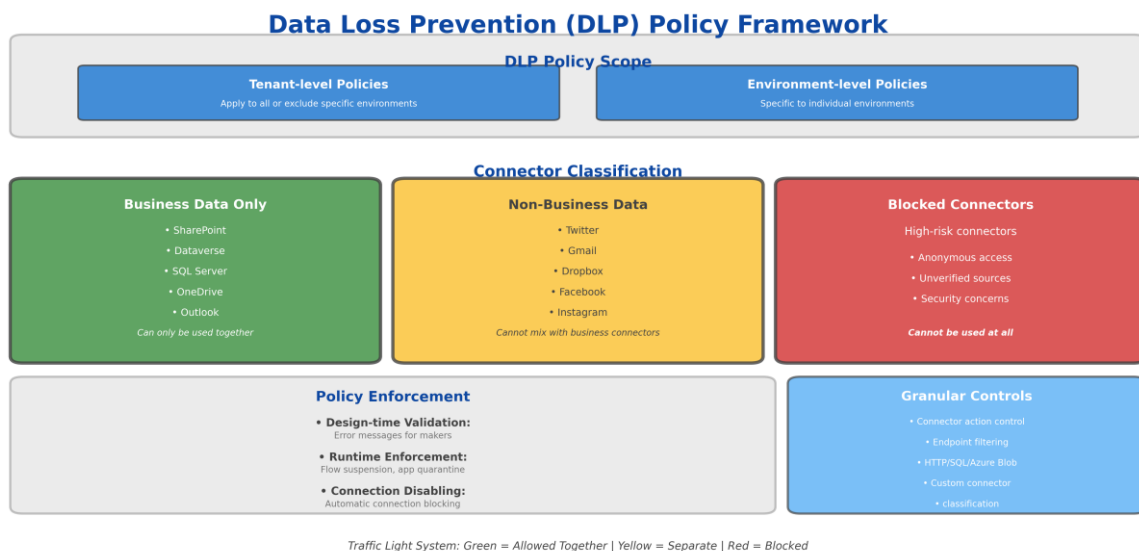 Data Loss Prevention (DLP) Policy Framework
DLP Policy Scope
Tenant-level Policies
Apply to all or exclude specific environments
Environment-level Policies
Specific to individual environments
Connector Classification
Business Data Only
• SharePoint
• Dataverse
• SQL Server
• OneDrive
• Outlook
Can only be used together
Non-Business Data
• Twitter
• Gmail
• Dropbox
• Facebook
• Instagram
Cannot mix with business connectors
Blocked Connectors
High-risk connectors
• Anonymous access
• Unverified sources
• Security concerns
Cannot be used at all
Policy Enforcement
• Design-time Validation:
Error messages for makers
• Runtime Enforcement:
Flow suspension, app quarantine
• Connection Disabling:
Automatic connection blocking
Granular Controls
• Connector action control
• Endpoint filtering
• HTTP/SQL/Azure Blob
• Custom connector
• classification
Traffic Light System: Green = Allowed Together | Yellow = Separate | Red = Blocked